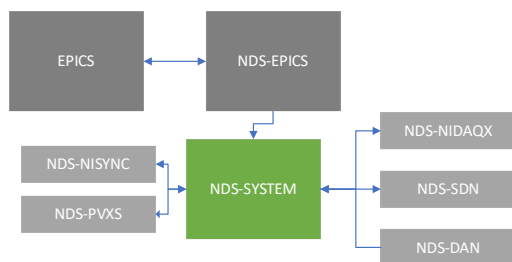 EPICS
NDS-EPICS
NDS-NIDAQX
NDS-NISYNC
NDS-SYSTEM
NDS-SDN
NDS-PVXS
NDS-DAN